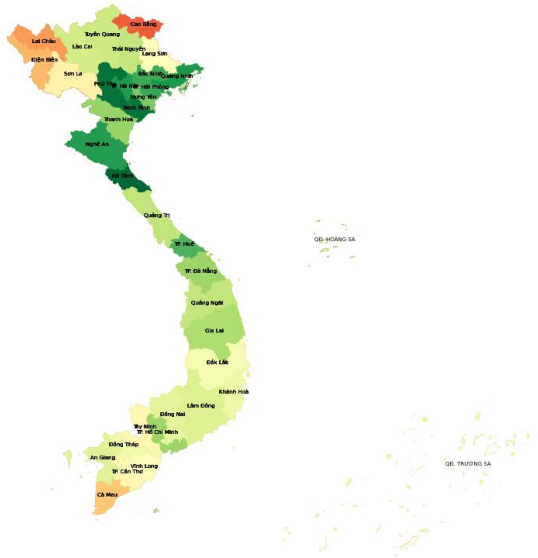 Cao Bằng
Tuyên Quang
Lai Châu
Lào Cai
Thái Nguyên
Lạng Sơn
Điện Biên
Sơn La
Bắc Ninh
Quảng Ninh
Phú Thọ
TP. Hà Nội
TP. Hải Phòng
Hưng Yên
Ninh Bình
Thanh Hoá
Nghệ An
Hà Tĩnh
Quảng Trị
TP. Huế
QĐ. HOÀNG SA
TP. Đà Nẵng
Quảng Ngãi
Gia Lai
Đắk Lắk
Khánh Hoà
Lâm Đồng
Đồng Nai
Tây Ninh
TP. Hồ Chí Minh
Đồng Tháp
An Giang
Vĩnh Long
TP. Cần Thơ
QĐ. TRƯỜNG SA
Cà Mau